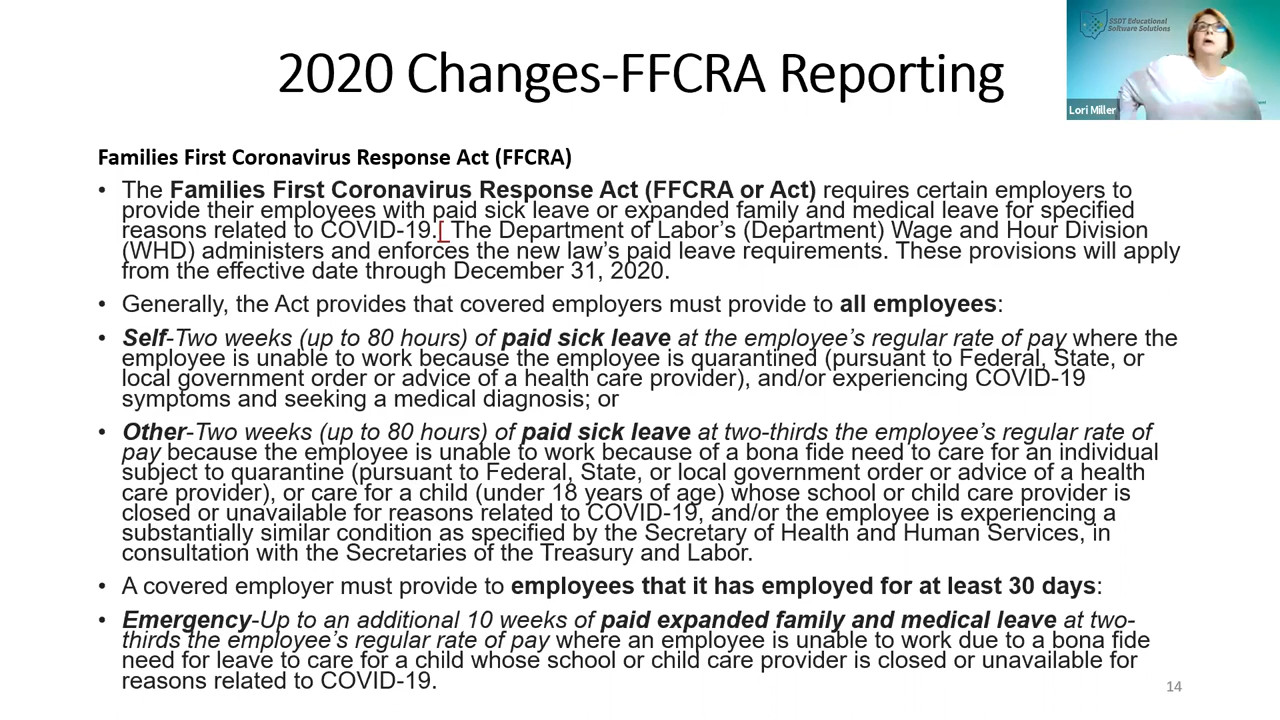 2020 Changes-FFCRA Reporting
SSDT Educational
Software Solutions
Lori Miller
Families First Coronavirus Response Act (FFCRA)
• The Families First Coronavirus Response Act (FFCRA or Act) requires certain employers to
provide their employees with paid sick leave or expanded family and medical leave for specified
reasons related to COVID-19.[ The Department of Labor’s (Department) Wage and Hour Division
(WHD) administers and enforces the new law’s paid leave requirements. These provisions will apply
from the effective date through December 31, 2020.
• Generally, the Act provides that covered employers must provide to all employees:
• Self-Two weeks (up to 80 hours) of paid sick leave at the employee’s regular rate of pay where the
employee is unable to work because the employee is quarantined (pursuant to Federal, State, or
local government order or advice of a health care provider), and/or experiencing COVID-19
symptoms and seeking a medical diagnosis; or
• Other-Two weeks (up to 80 hours) of paid sick leave at two-thirds the employee’s regular rate of
pay because the employee is unable to work because of a bona fide need to care for an individual
subject to quarantine (pursuant to Federal, State, or local government order or advice of a health
care provider), or care for a child (under 18 years of age) whose school or child care provider is
closed or unavailable for reasons related to COVID-19, and/or the employee is experiencing a
substantially similar condition as specified by the Secretary of Health and Human Services, in
consultation with the Secretaries of the Treasury and Labor.
• A covered employer must provide to employees that it has employed for at least 30 days:
• Emergency-Up to an additional 10 weeks of paid expanded family and medical leave at two-
thirds the employee’s regular rate of pay where an employee is unable to work due to a bona fide
need for leave to care for a child whose school or child care provider is closed or unavailable for
reasons related to COVID-19.
14